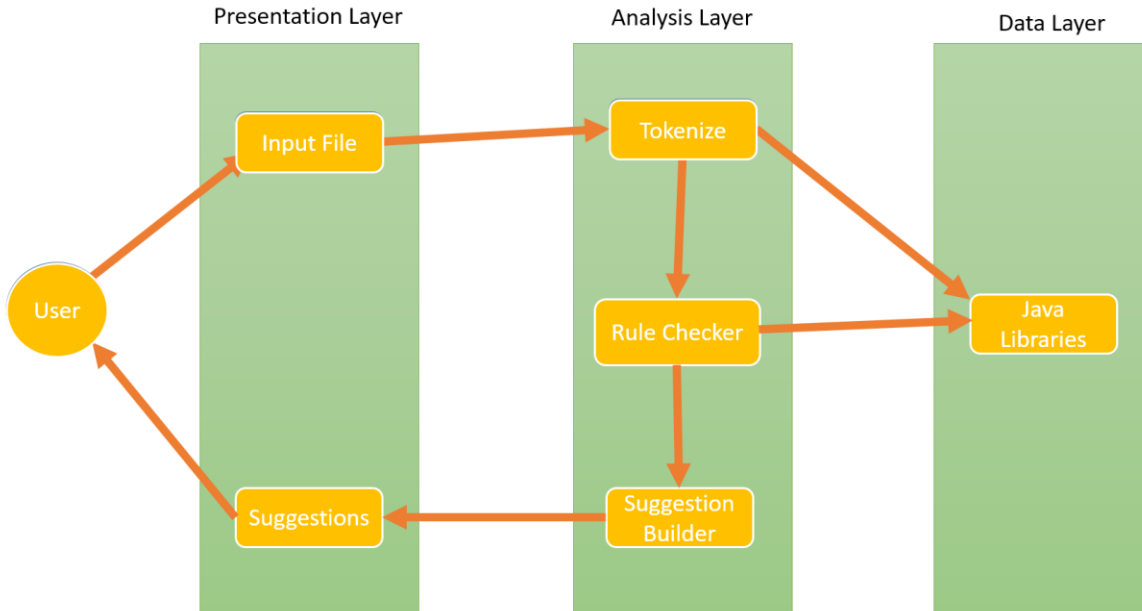 Presentation Layer
Analysis Layer
Data Layer
Input File
Tokenize
User
Rule Checker
Java
Libraries
Suggestions
Suggestion
Builder